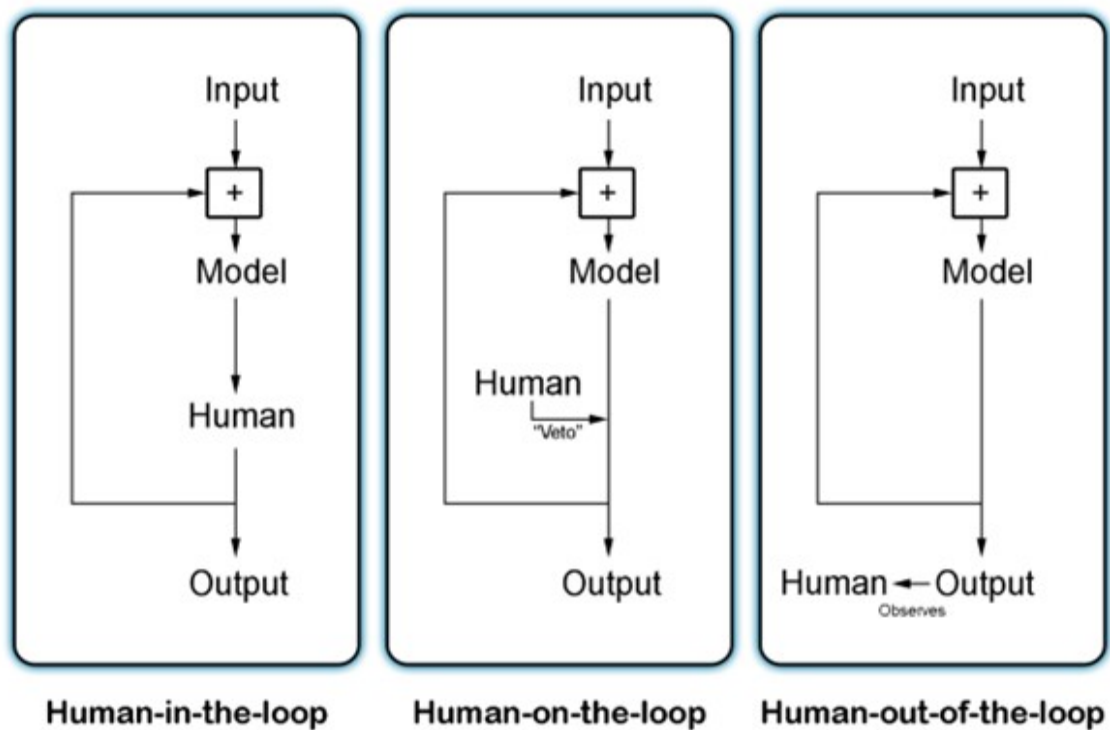 Input
+
Model
Human
Output
Human-in-the-loop
Input
+
Model
Human
"Veto"
Output
Human-on-the-loop
Input
+
Model
Human
Output
Observes
Human-out-of-the-loop